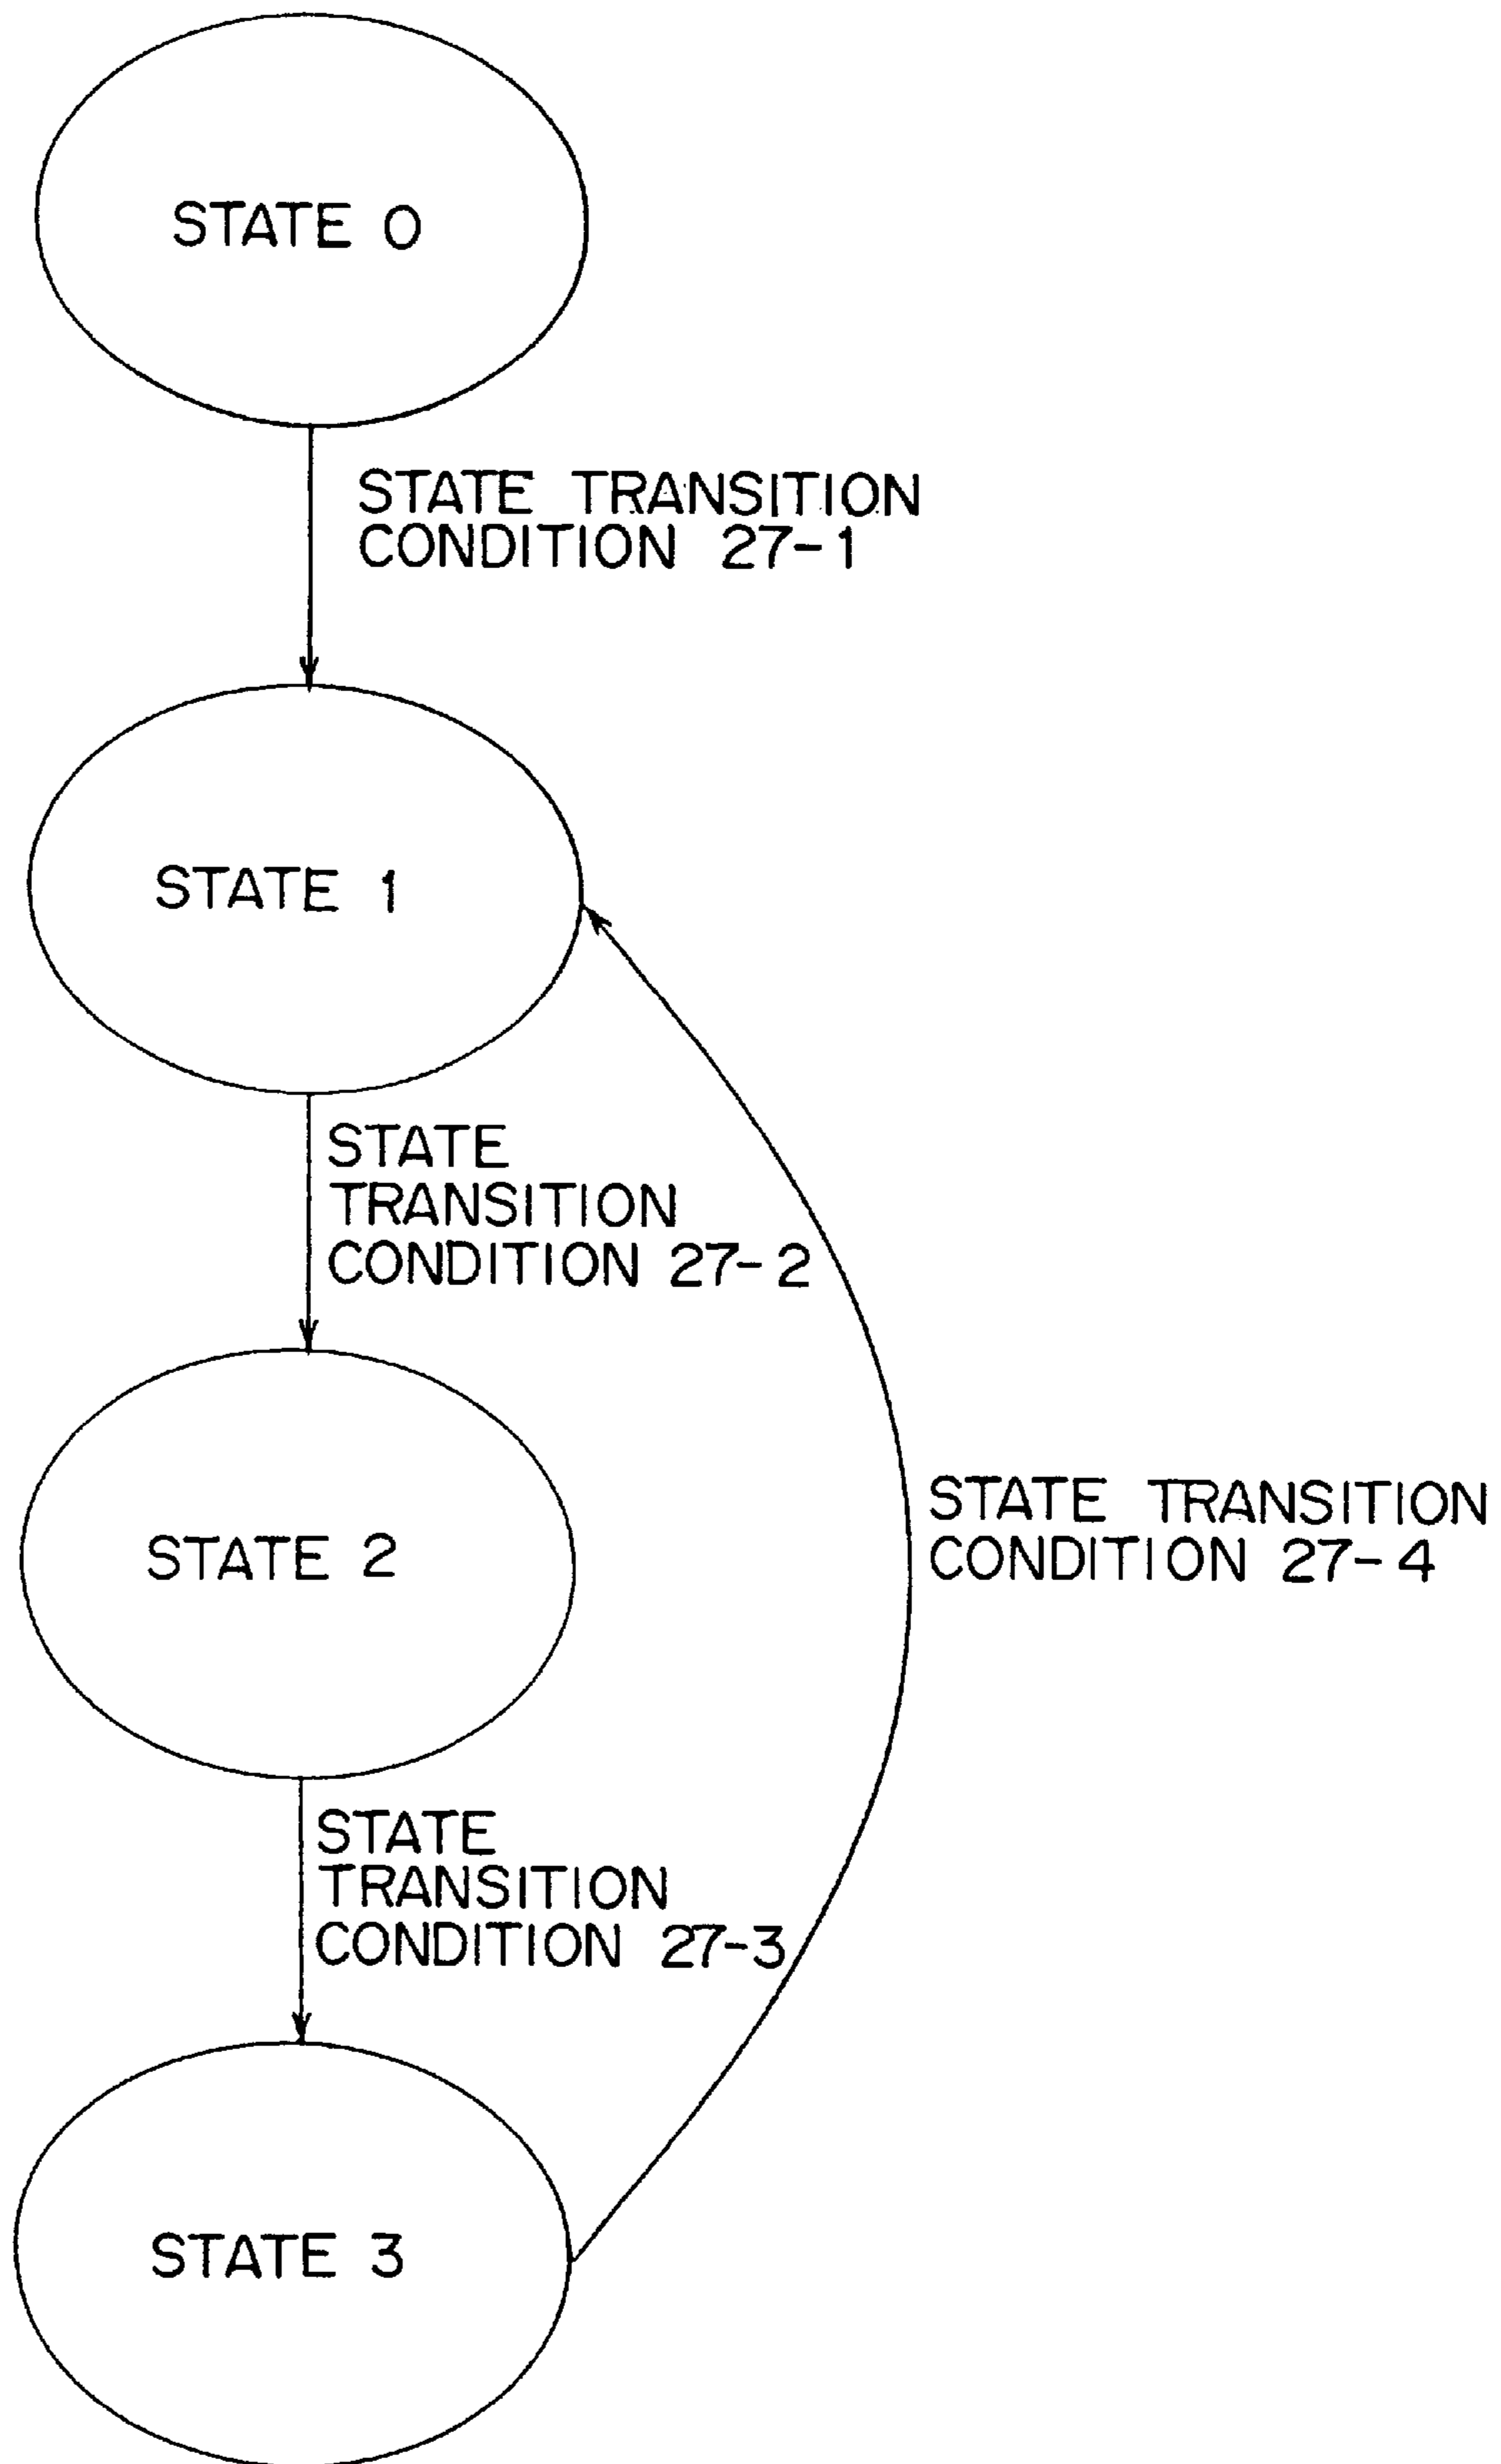 STATE 0
STATE TRANSITION
CONDITION 27-1
STATE 1
STATE
TRANSITION
CONDITION 27-2
STATE 2
STATE TRANSITION
CONDITION 27-4
STATE
TRANSITION
CONDITION 27-3
STATE 3